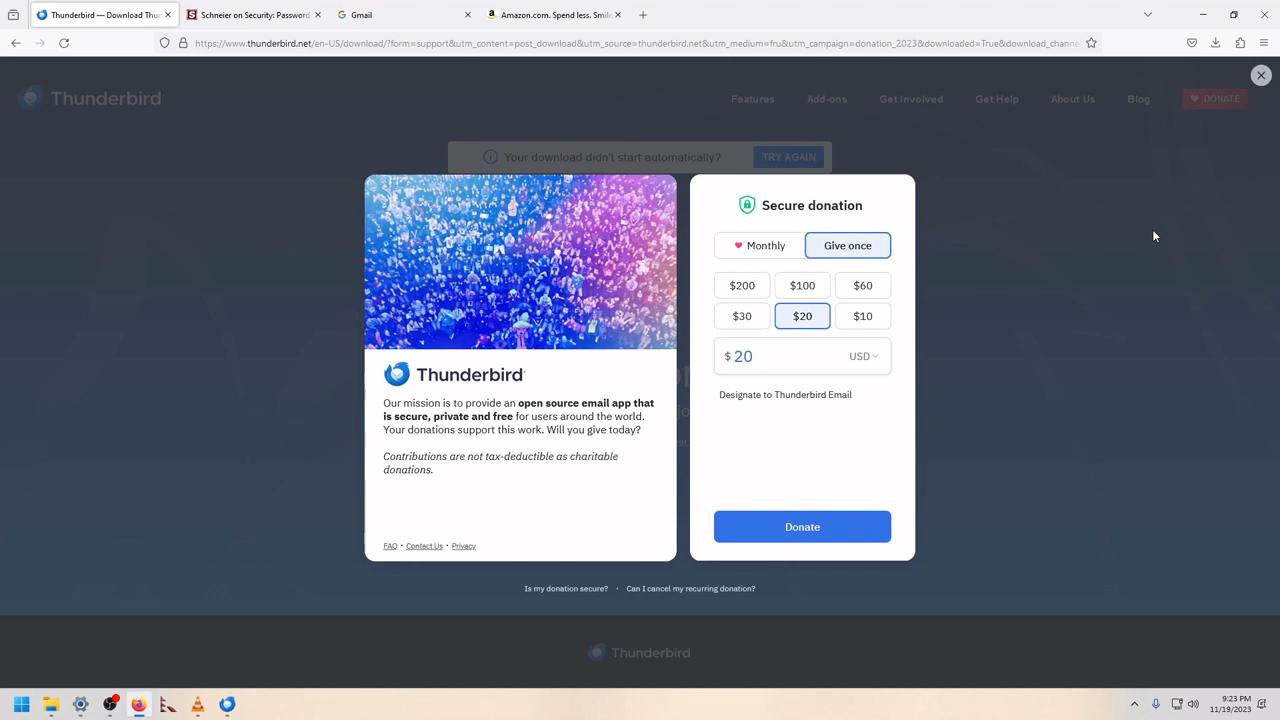 Thunderbird — Download Thun
Schneier on Security: Password
Gmail
Amazon.com. Spend less. Smile
https://www.thunderbird.net/en-US/download/?form=support&utm_content=post_download&utm_source=thunderbird.net&utm_medium=fru&utm_campaign=donation_2023&downloaded=True&download_channe
Thunderbird
Features
Add-ons
Get Involved
Get Help
About Us
Blog
DONATE
Your download didn't start automatically?
TRY AGAIN
Secure donation
Monthly
Give once
$200
$100
$60
$30
$20
$10
$ 20
USD
Designate to Thunderbird Email
Donate
Thunderbird
Our mission is to provide an open source email app that
is secure, private and free for users around the world.
Your donations support this work. Will you give today?
Contributions are not tax-deductible as charitable
donations.
FAQ · Contact Us · Privacy
Is my donation secure? · Can I cancel my recurring donation?
Thunderbird
9:23 PM
11/19/2023